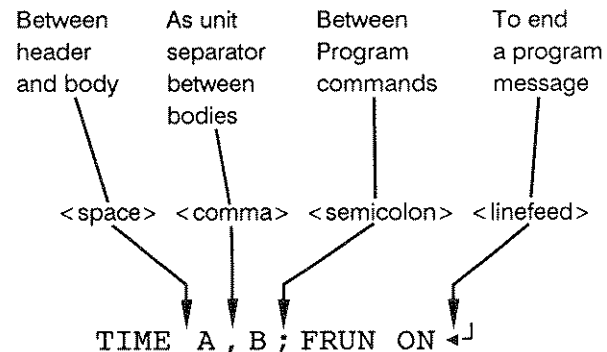 Between header and body
As unit separator between bodies
Between Program commands
To end a program message
<space> <comma> <semicolon> <linefeed>
TIME A,B;FRUN ON ↵